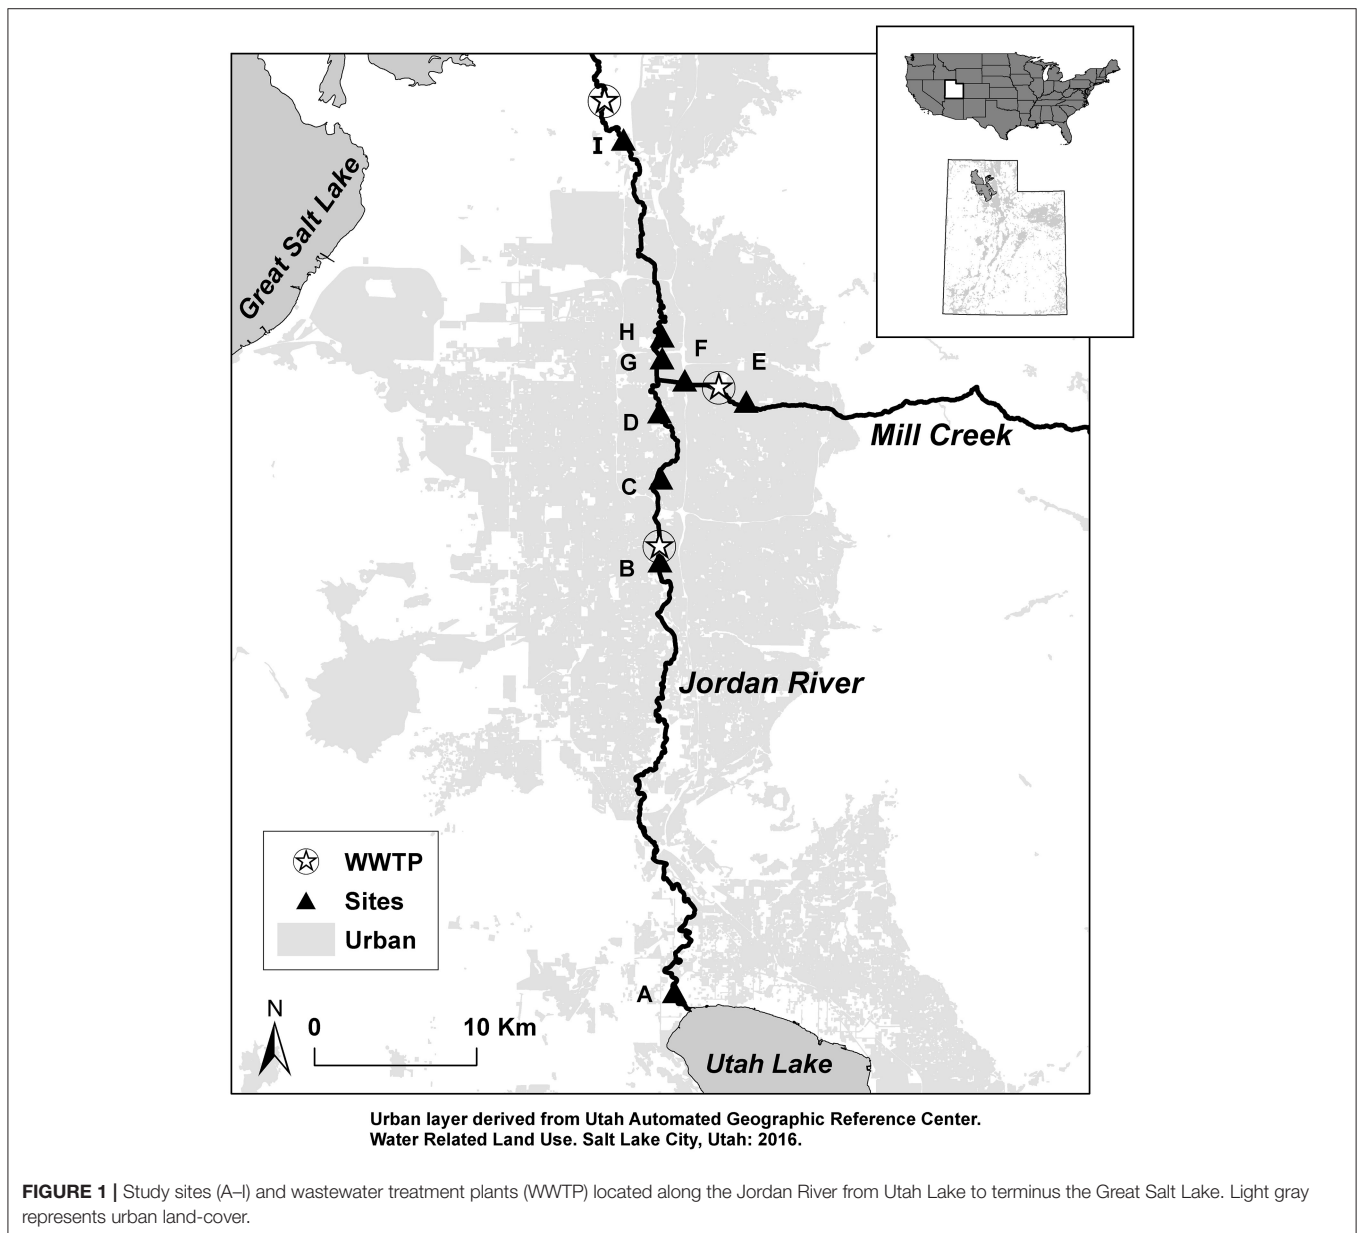 Great Salt Lake
I
H
G
F
E
D
Mill Creek
C
B
Jordan River
WWTP
Sites
Urban
A
N
0
10 Km
Utah Lake
Urban layer derived from Utah Automated Geographic Reference Center.
Water Related Land Use. Salt Lake City, Utah: 2016.
FIGURE 1 | Study sites (A–I) and wastewater treatment plants (WWTP) located along the Jordan River from Utah Lake to terminus the Great Salt Lake. Light gray
represents urban land-cover.